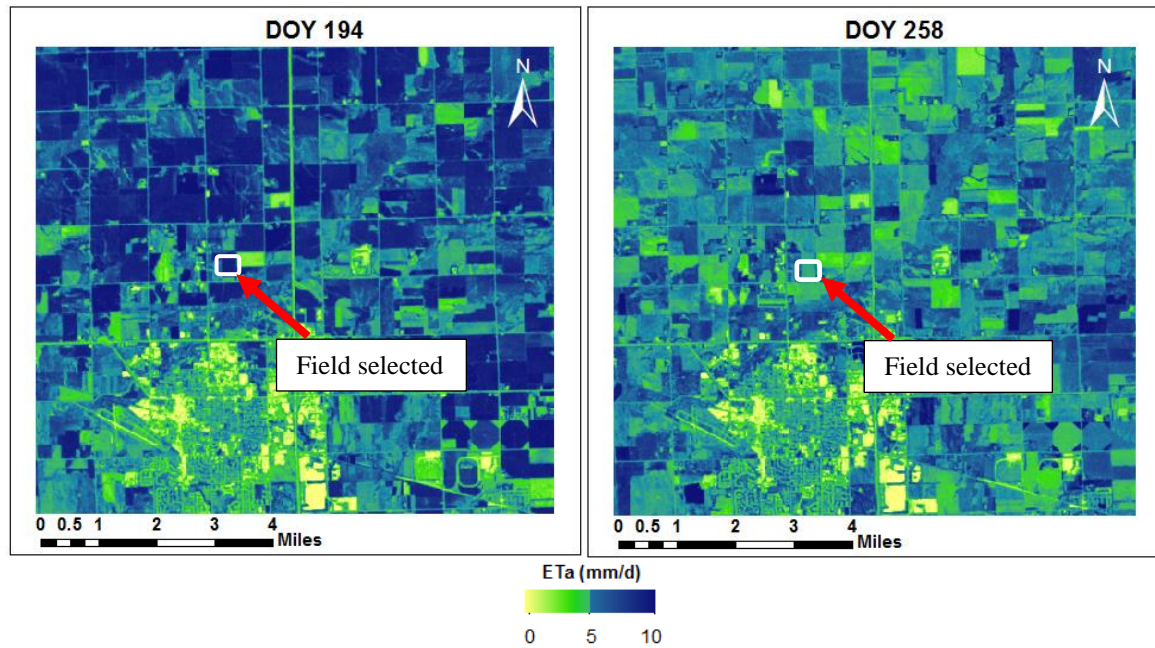 DOY 194
N
Field selected
0 0.5 1 2 3 4
Miles
DOY 258
N
Field selected
0 0.5 1 2 3 4
Miles
ETa (mm/d)
0 5 10